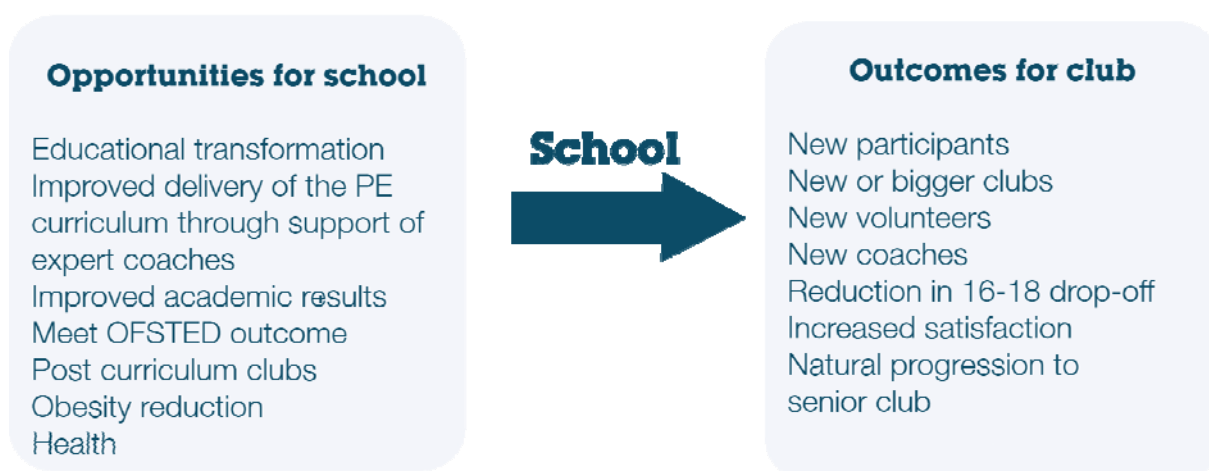 Opportunities for school
Educational transformation
Improved delivery of the PE
curriculum through support of
expert coaches
Improved academic results
Meet OFSTED outcome
Post curriculum clubs
Obesity reduction
Health
School
Outcomes for club
New participants
New or bigger clubs
New volunteers
New coaches
Reduction in 16-18 drop-off
Increased satisfaction
Natural progression to
senior club